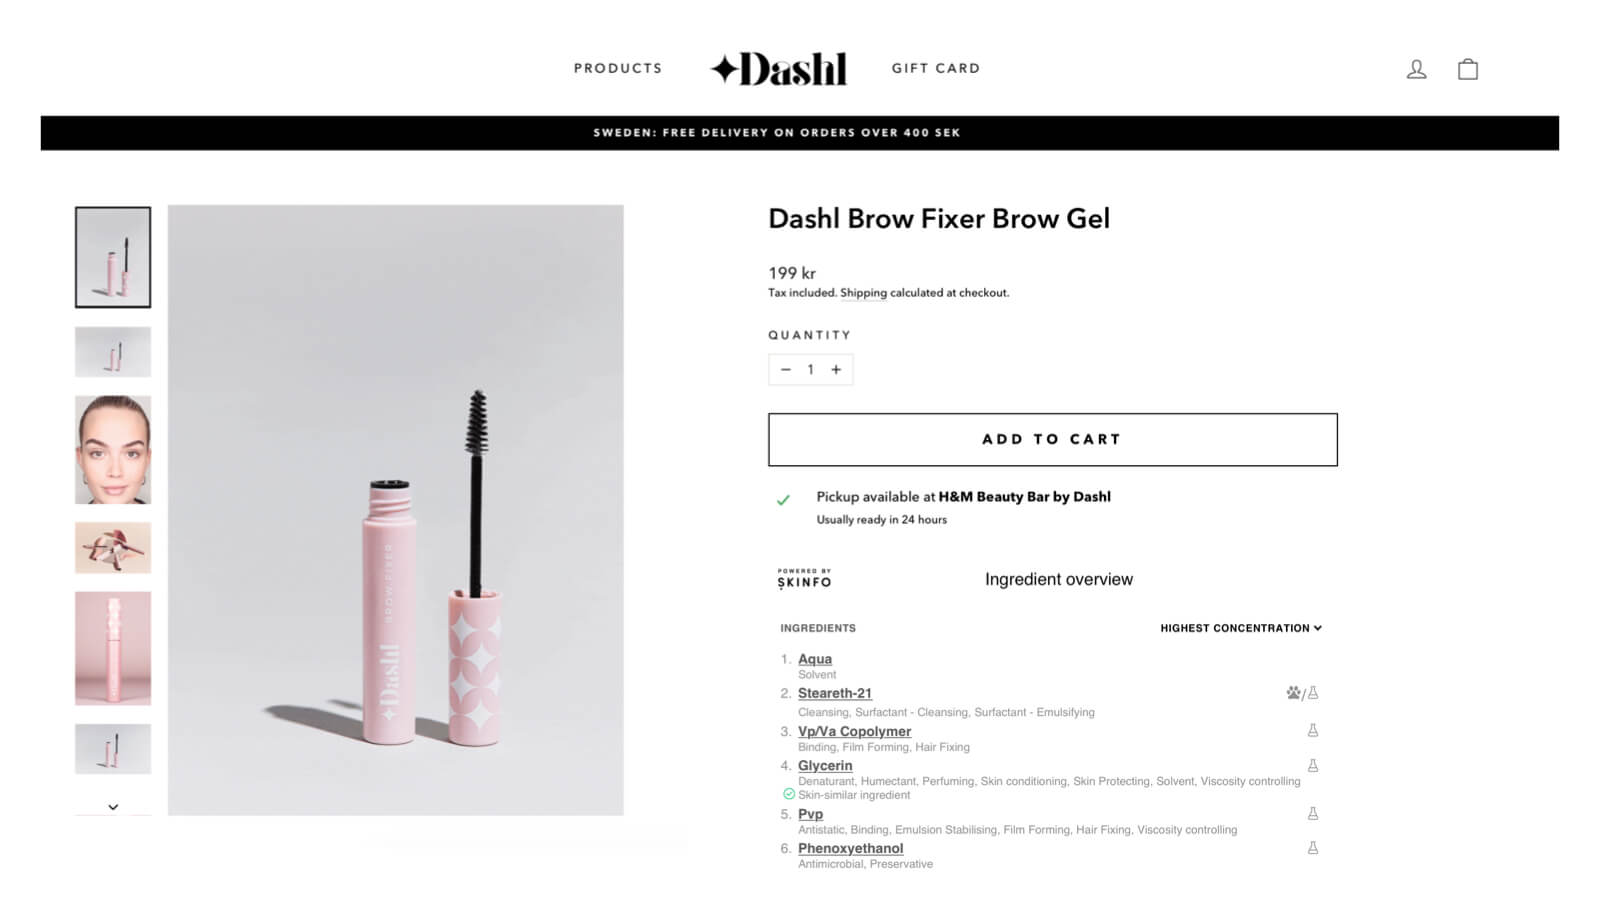 PRODUCTS
Dashl
GIFT CARD
SWEDEN: FREE DELIVERY ON ORDERS OVER 400 SEK
BROW FIXER
Dashl
Dashl Brow Fixer Brow Gel
199 kr
Tax included. Shipping calculated at checkout.
QUANTITY
− 1 +
ADD TO CART
Pickup available at H&M Beauty Bar by Dashl
Usually ready in 24 hours
POWERED BY
SKINFO
Ingredient overview
INGREDIENTS
HIGHEST CONCENTRATION
1. Aqua
Solvent
2. Steareth-21
/
Cleansing, Surfactant - Cleansing, Surfactant - Emulsifying
3. Vp/Va Copolymer
Binding, Film Forming, Hair Fixing
4. Glycerin
Denaturant, Humectant, Perfuming, Skin conditioning, Skin Protecting, Solvent, Viscosity controlling
Skin-similar ingredient
5. Pvp
Antistatic, Binding, Emulsion Stabilising, Film Forming, Hair Fixing, Viscosity controlling
6. Phenoxyethanol
Antimicrobial, Preservative